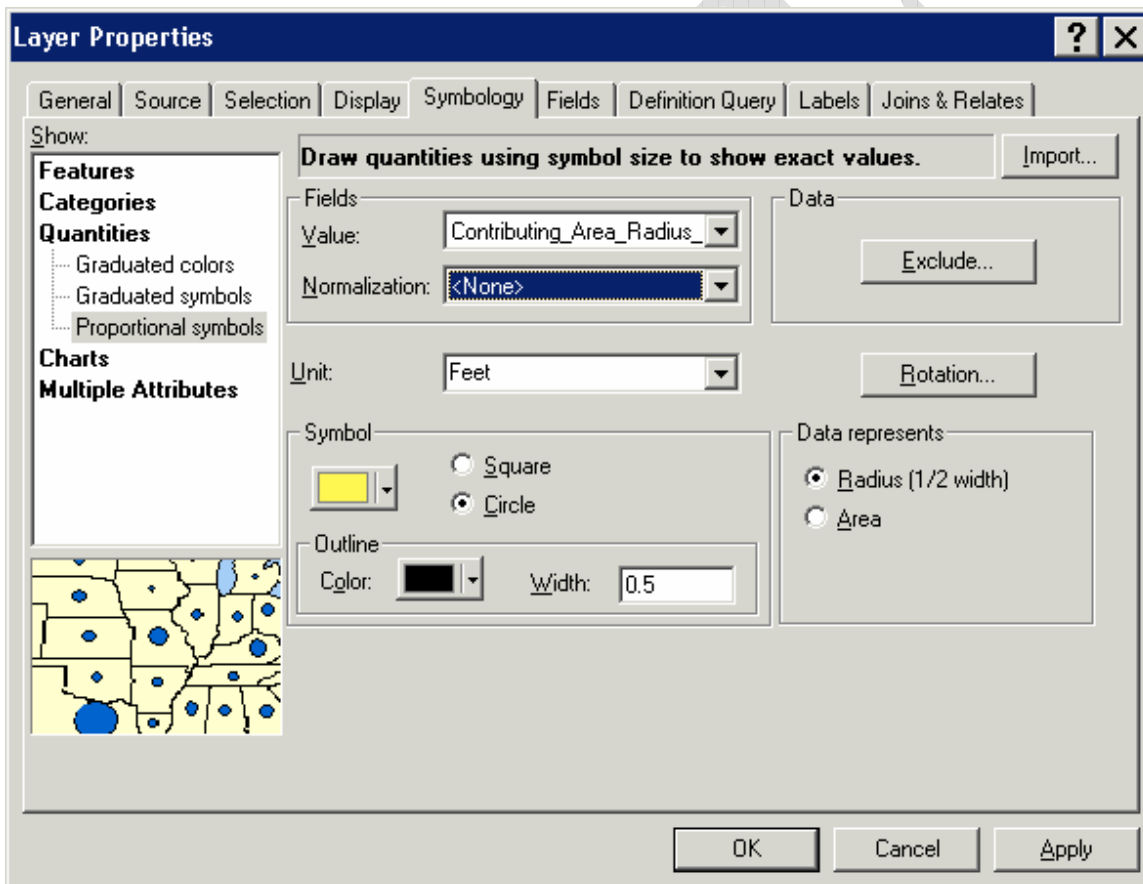 Layer Properties
General Source Selection Display Symbology Fields Definition Query Labels Joins & Relates
Show:
Features
Categories
Quantities
Graduated colors
Graduated symbols
Proportional symbols
Charts
Multiple Attributes
Draw quantities using symbol size to show exact values.
Import...
Fields
Value: Contributing_Area_Radius_
Normalization: <None>
Data
Exclude...
Unit: Feet
Rotation...
Symbol
Square
Circle
Outline
Color: Width: 0.5
Data represents
Radius (1/2 width)
Area
OK Cancel Apply